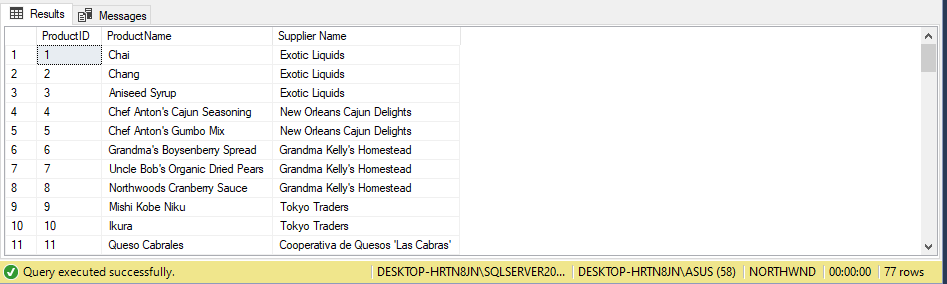 Results Messages
ProductID ProductName Supplier Name
1 1 Chai Exotic Liquids
2 2 Chang Exotic Liquids
3 3 Aniseed Syrup Exotic Liquids
4 4 Chef Anton's Cajun Seasoning New Orleans Cajun Delights
5 5 Chef Anton's Gumbo Mix New Orleans Cajun Delights
6 6 Grandma's Boysenberry Spread Grandma Kelly's Homestead
7 7 Uncle Bob's Organic Dried Pears Grandma Kelly's Homestead
8 8 Northwoods Cranberry Sauce Grandma Kelly's Homestead
9 9 Mishi Kobe Niku Tokyo Traders
10 10 Ikura Tokyo Traders
11 11 Queso Cabrales Cooperativa de Quesos 'Las Cabras'
Query executed successfully. DESKTOP-HRTN8JN\SQLSERVER20... DESKTOP-HRTN8JN\ASUS (58) NORTHWND 00:00:00 77 rows